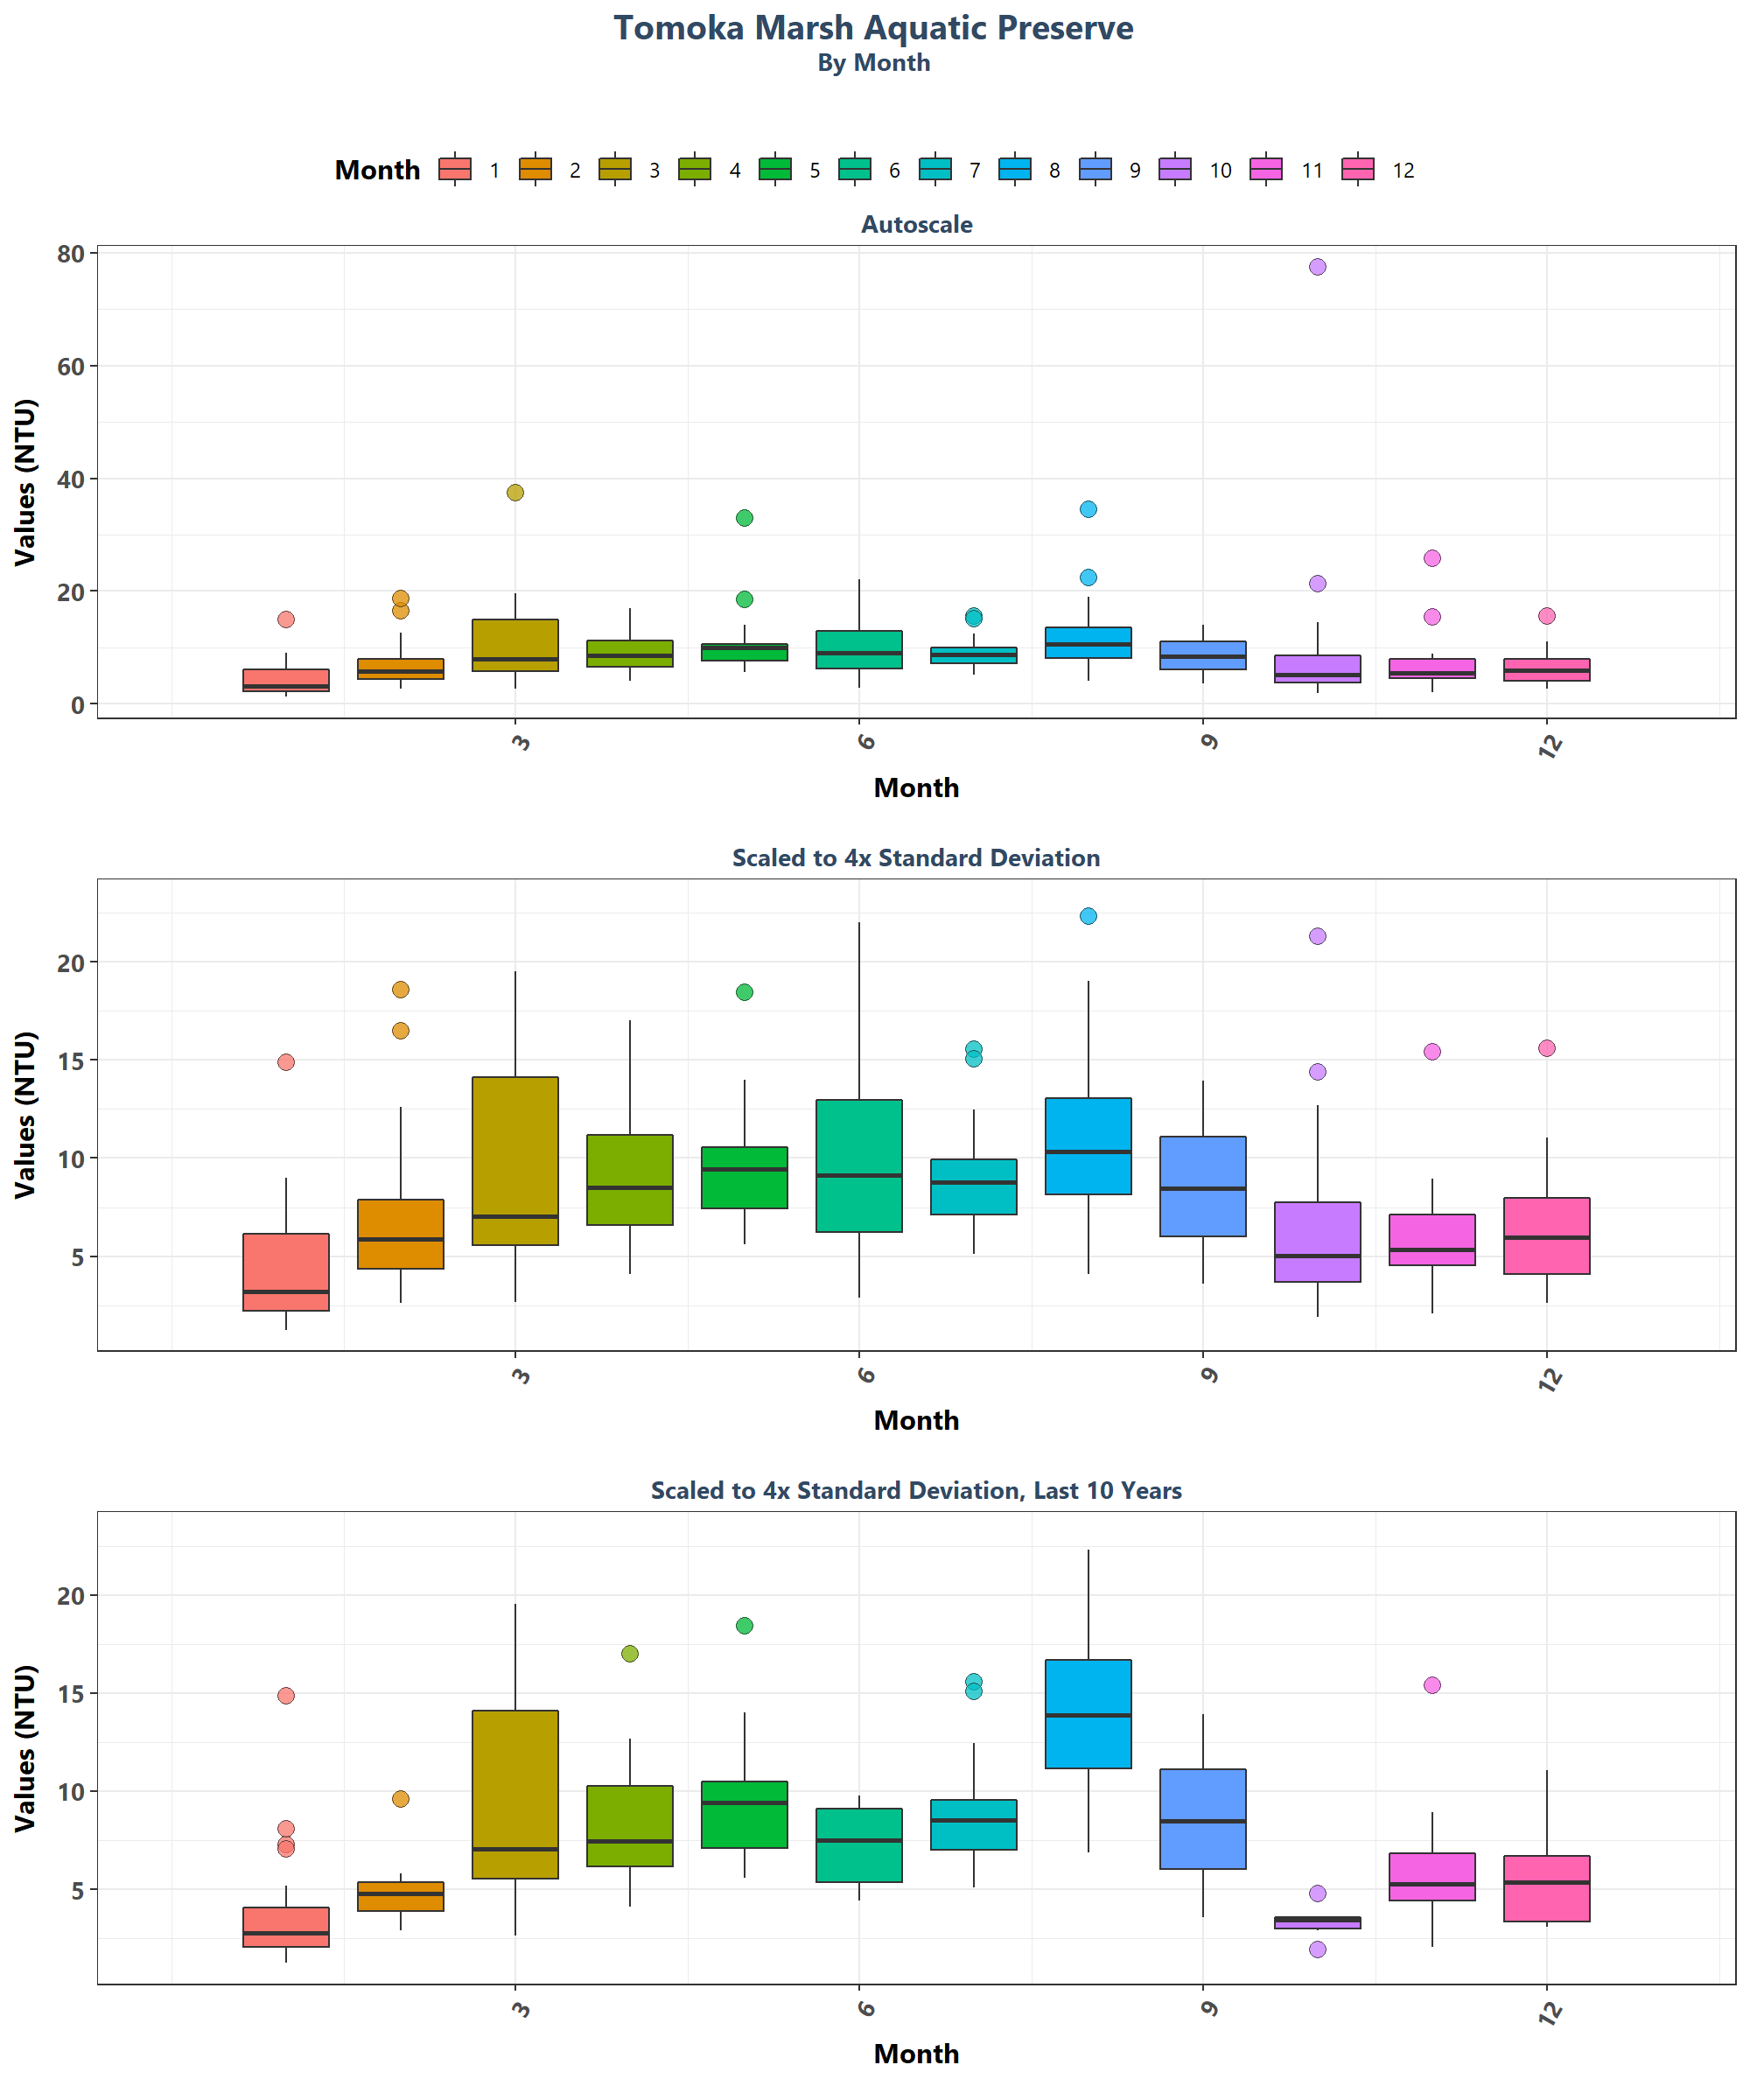 Tomoka Marsh Aquatic Preserve
By Month
Month 1 2 3 4 5 6 7 8 9 10 11 12
Autoscale
80
60
40
20
0
Values (NTU)
3 6 9 12
Month
Scaled to 4x Standard Deviation
20
15
10
5
Values (NTU)
3 6 9 12
Month
Scaled to 4x Standard Deviation, Last 10 Years
20
15
10
5
Values (NTU)
3 6 9 12
Month